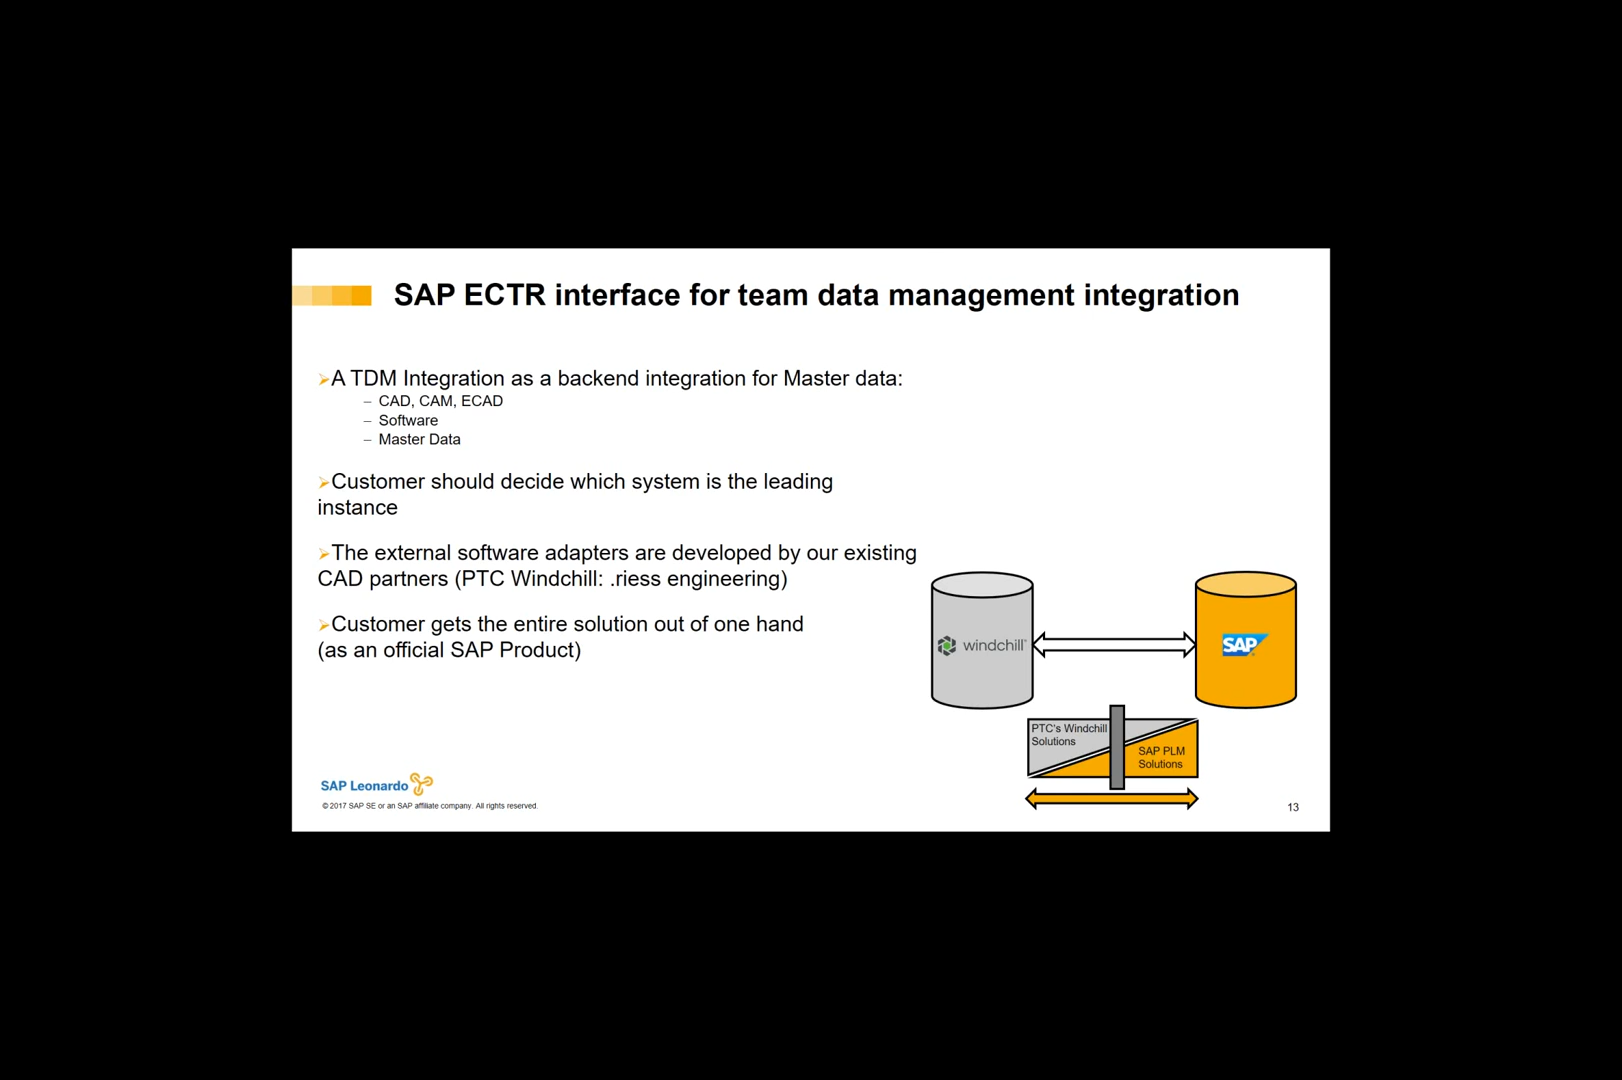 SAP ECTR interface for team data management integration
➢A TDM Integration as a backend integration for Master data:
– CAD, CAM, ECAD
– Software
– Master Data
➢Customer should decide which system is the leading
instance
➢The external software adapters are developed by our existing
CAD partners (PTC Windchill: .riess engineering)
➢Customer gets the entire solution out of one hand
(as an official SAP Product)
windchill®
SAP
PTC's Windchill
Solutions
SAP PLM
Solutions
SAP Leonardo
© 2017 SAP SE or an SAP affiliate company. All rights reserved.
13